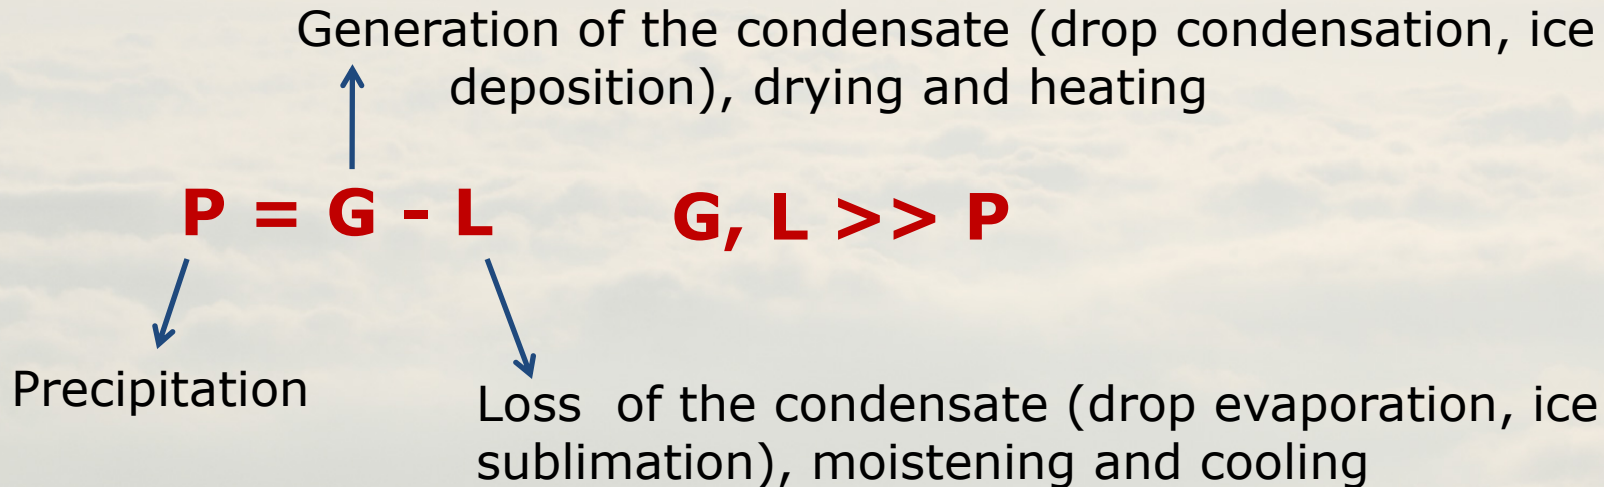 Generation of the condensate (drop condensation, ice
deposition), drying and heating
P = G - L
G, L >> P
Precipitation
Loss  of the condensate (drop evaporation, ice
sublimation), moistening and cooling